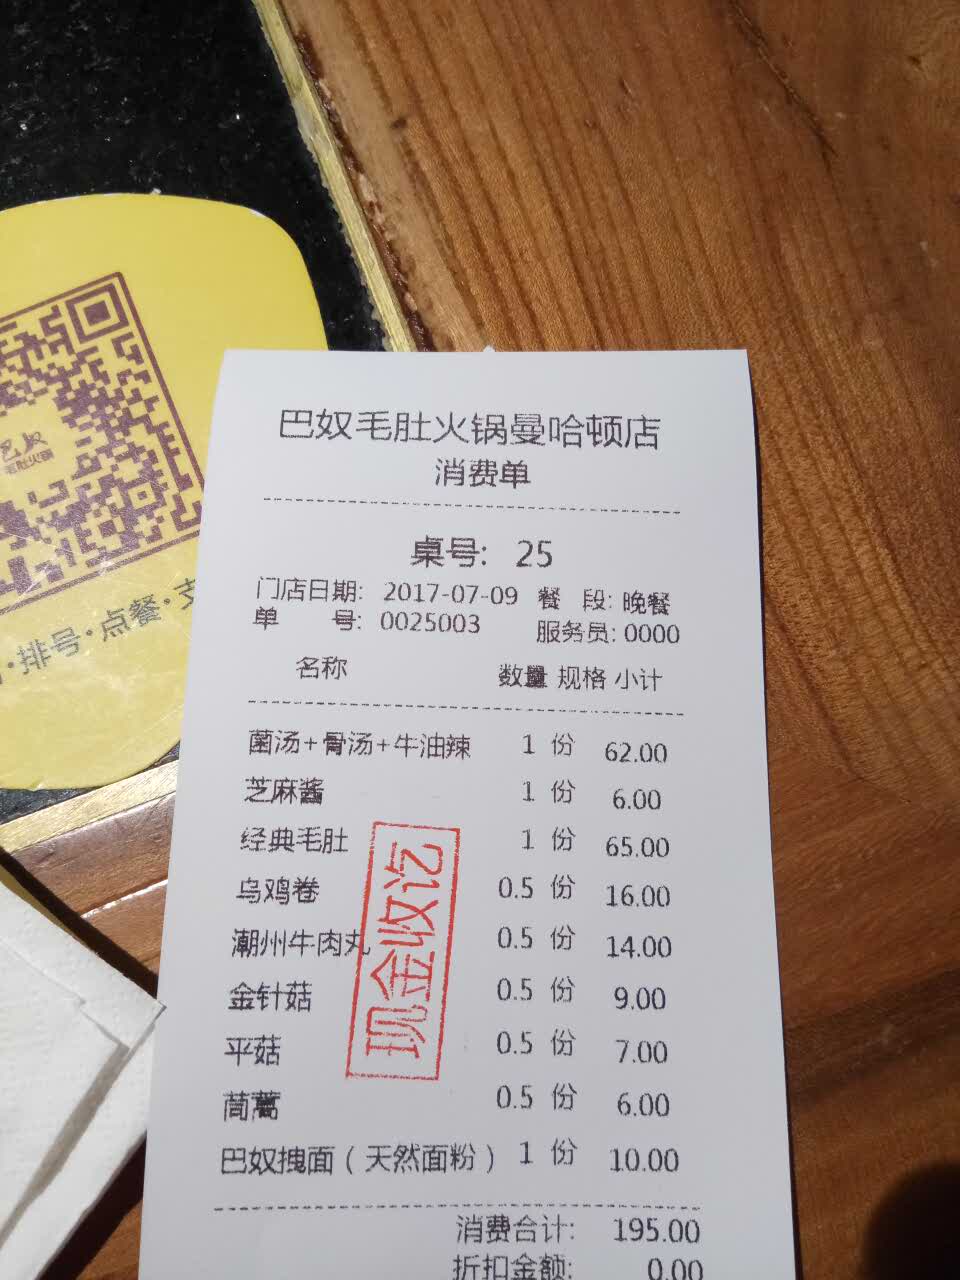 巴奴
毛肚火锅
·排号·点餐·支
巴奴毛肚火锅曼哈顿店
消费单
桌号: 25
门店日期: 2017-07-09 餐 段: 晚餐
单 号: 0025003 服务员: 0000
名称 数量 规格 小计
菌汤+骨汤+牛油辣 1 份 62.00
芝麻酱 1 份 6.00
经典毛肚 1 份 65.00
乌鸡卷 0.5 份 16.00
潮州牛肉丸 0.5 份 14.00
金针菇 0.5 份 9.00
平菇 0.5 份 7.00
茼蒿 0.5 份 6.00
巴奴拽面(天然面粉) 1 份 10.00
现金收讫
消费合计: 195.00
折扣金额: 0.00